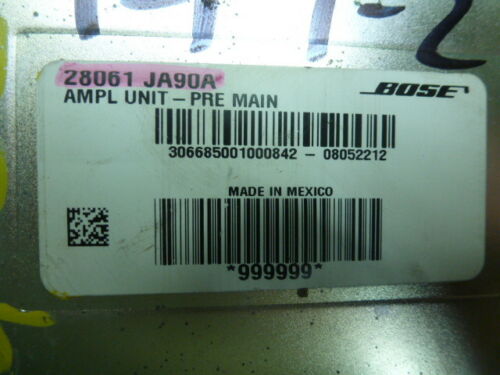 28061 JA90A
BOSE
AMPL UNIT – PRE MAIN
306685001000842 – 08052212
MADE IN MEXICO
*999999*